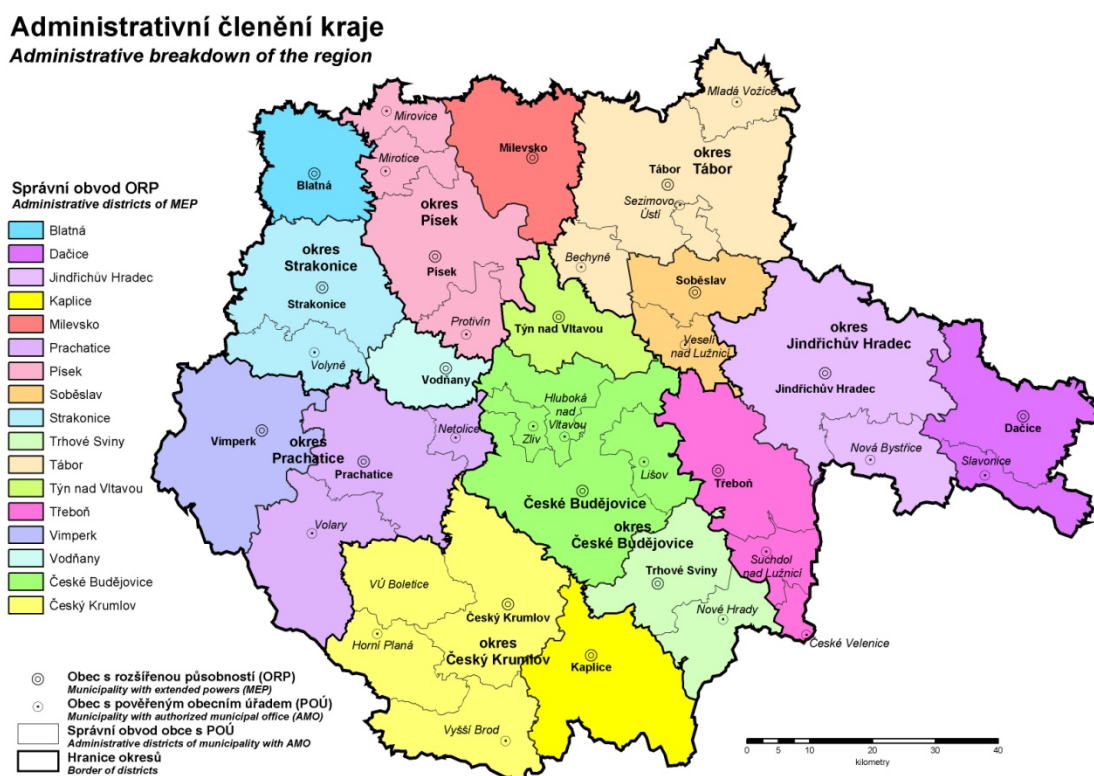 Administrativní členění kraje
Administrative breakdown of the region
Správní obvod ORP
Administrative districts of MEP
Blatná
Dačice
Jindřichův Hradec
Kaplice
Milevsko
Prachatice
Písek
Soběslav
Strakonice
Trhové Sviny
Tábor
Týn nad Vltavou
Třeboň
Vimperk
Vodňany
České Budějovice
Český Krumlov
Obec s rozšířenou působností (ORP)
Municipality with extended powers (MEP)
Obec s pověřeným obecním úřadem (POÚ)
Municipality with authorized municipal office (AMO)
Správní obvod obce s POÚ
Administrative districts of municipality with AMO
Hranice okresů
Border of districts
Mladá Vožice
Mirovice
Milevsko
Mirotice
okres
Tábor
Tábor
Blatná
Sezimovo
Ústí
okres
Písek
okres
Strakonice
Písek
Bechyně
Strakonice
Soběslav
Protivín
Týn nad Vltavou
Veselí
nad Lužnicí
okres
Jindřichův Hradec
Volyně
Vodňany
Jindřichův Hradec
Hluboká
nad
Vltavou
Zliv
Dačice
Vimperk
okres
Prachatice
Netolice
Prachatice
Nová Bystřice
Slavonice
Lišov
Třeboň
České Budějovice
Volary
okres
České Budějovice
Suchdol
nad Lužnicí
VÚ Boletice
Trhové Sviny
Český Krumlov
Nové Hrady
Horní Planá
okres
Český Krumlov
České Velenice
Kaplice
Vyšší Brod
0 5 10 20 30 40
kilometry